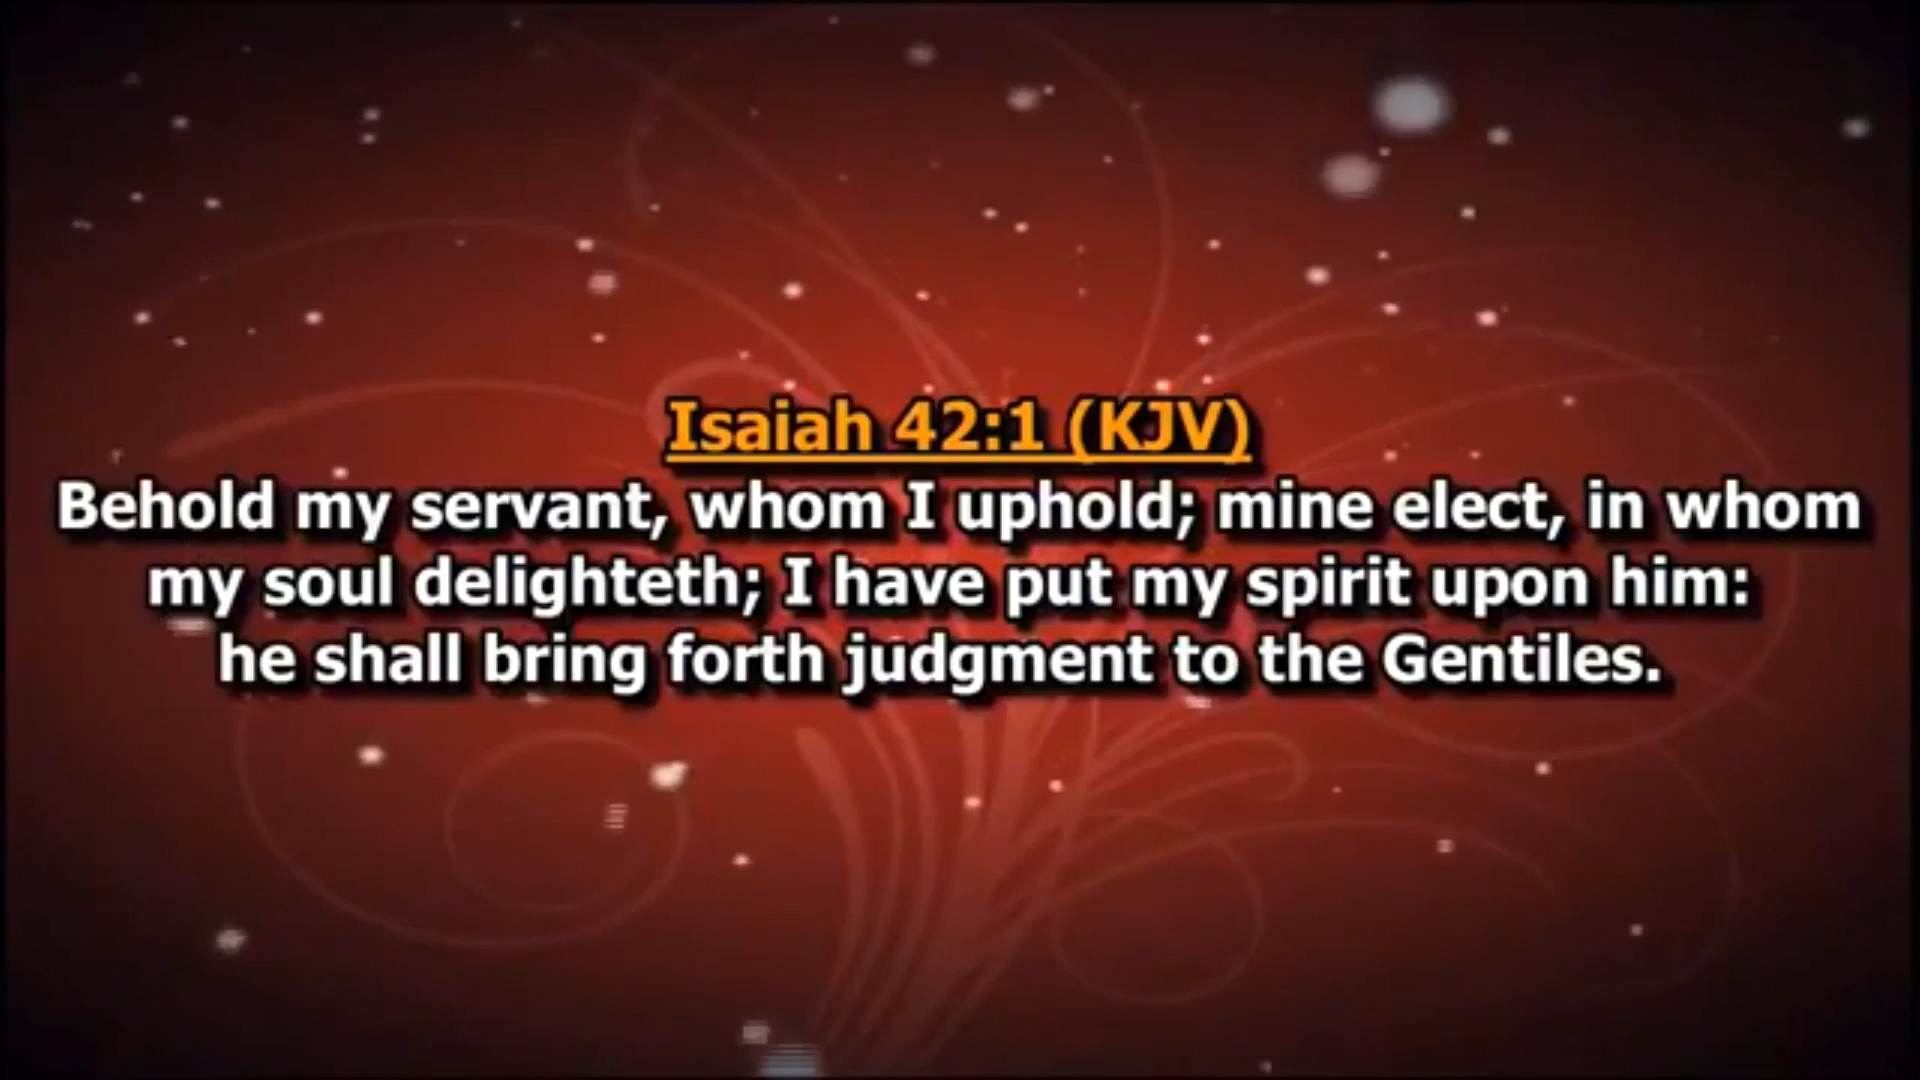 Isaiah 42:1 (KJV)
Behold my servant, whom I uphold; mine elect, in whom
my soul delighteth; I have put my spirit upon him:
he shall bring forth judgment to the Gentiles.